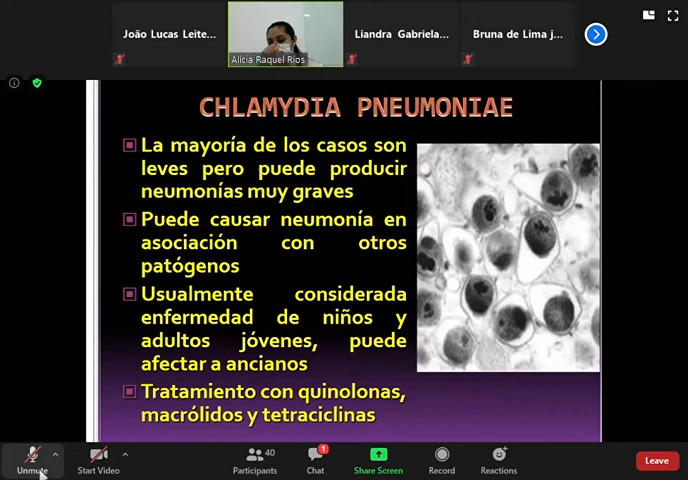 João Lucas Leite...
Alicia Raquel Rios
Liandra Gabriela...
Bruna de Lima j...
CHLAMYDIA PNEUMONIAE
La mayoría de los casos son
leves pero puede producir
neumonías muy graves
Puede causar neumonía en
asociación con otros
patógenos
Usualmente considerada
enfermedad de niños y
adultos jóvenes, puede
afectar a ancianos
Tratamiento con quinolonas,
macrólidos y tetraciclinas
Unmute
Start Video
40
Participants
1
Chat
Share Screen
Record
Reactions
Leave